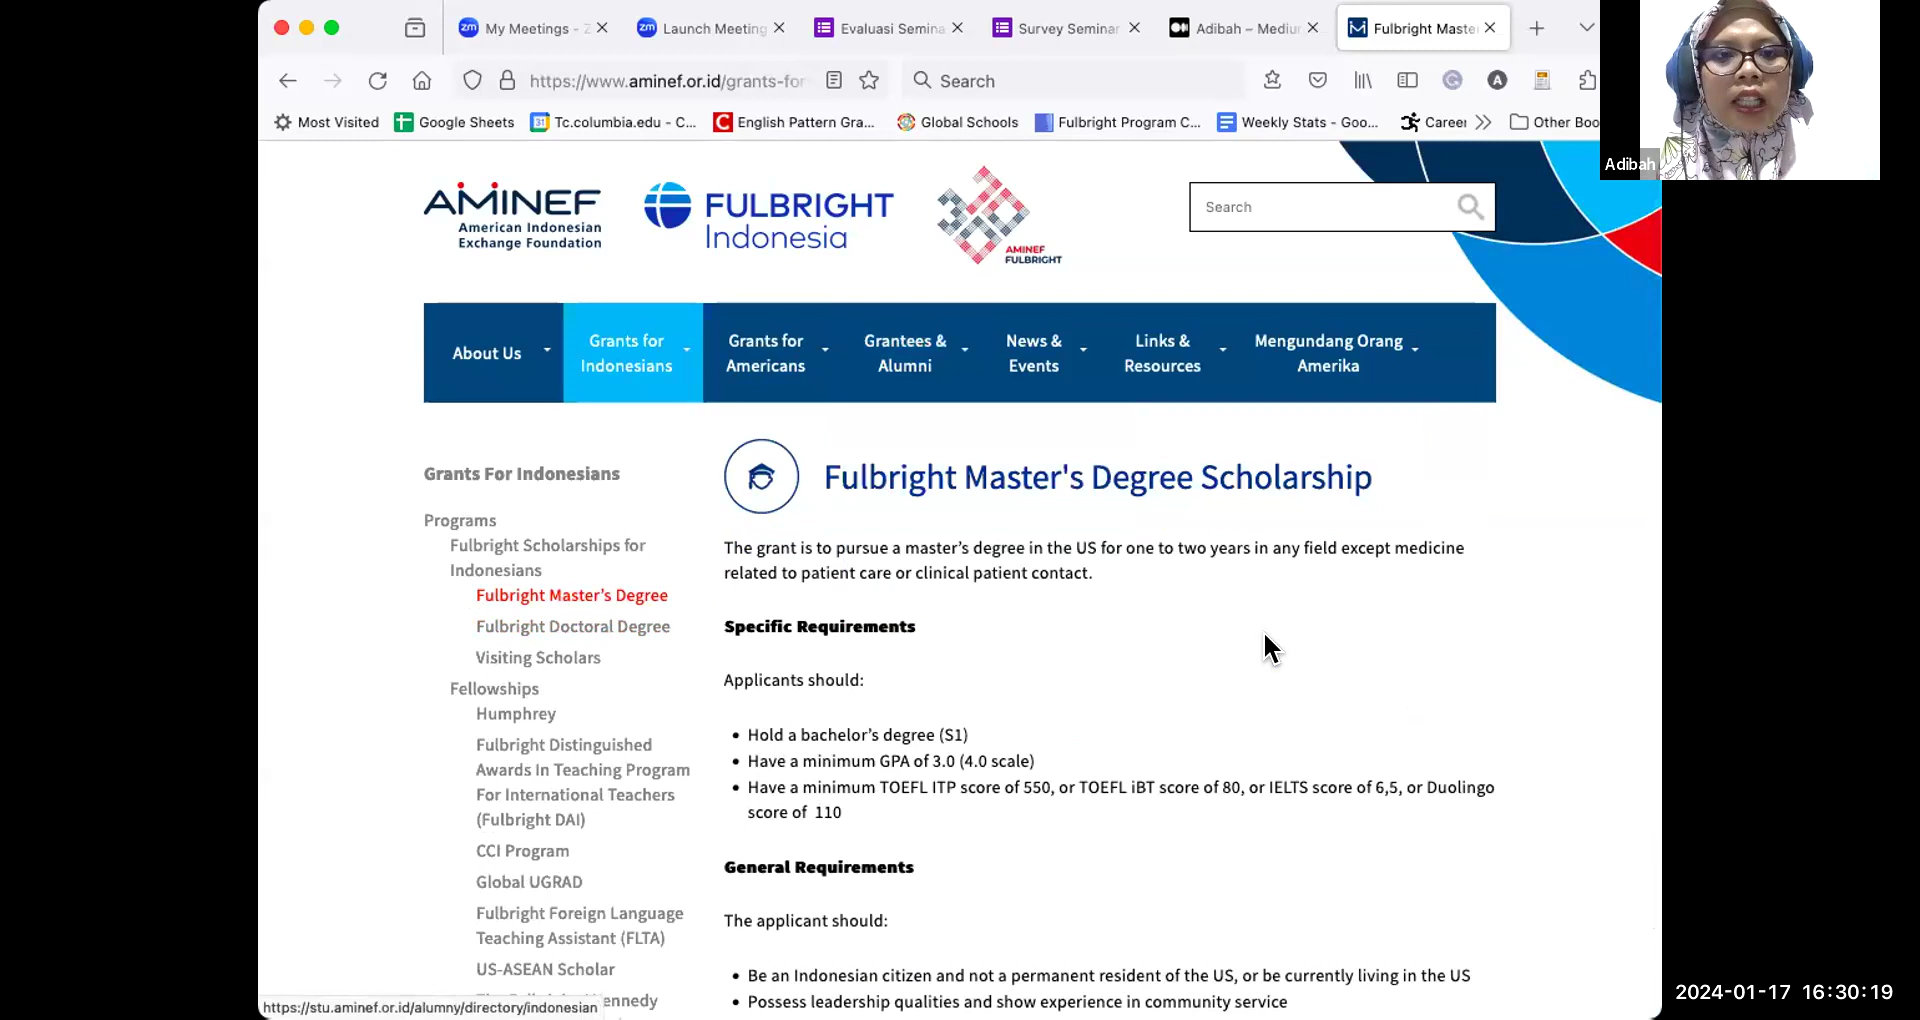 My Meetings - Z
Launch Meeting
Evaluasi Semina
Survey Seminar
Adibah – Mediur
Fulbright Maste
https://www.aminef.or.id/grants-for
Search
Most Visited
Google Sheets
Tc.columbia.edu - C...
English Pattern Gra...
Global Schools
Fulbright Program C...
Weekly Stats - Goo...
Career
Other Boo
Adibah
AMINEF
American Indonesian
Exchange Foundation
FULBRIGHT
Indonesia
AMINEF
FULBRIGHT
Search
About Us
Grants for
Indonesians
Grants for
Americans
Grantees &
Alumni
News &
Events
Links &
Resources
Mengundang Orang
Amerika
Grants For Indonesians
Programs
Fulbright Scholarships for
Indonesians
Fulbright Master's Degree
Fulbright Doctoral Degree
Visiting Scholars
Fellowships
Humphrey
Fulbright Distinguished
Awards In Teaching Program
For International Teachers
(Fulbright DAI)
CCI Program
Global UGRAD
Fulbright Foreign Language
Teaching Assistant (FLTA)
US-ASEAN Scholar
https://stu.aminef.or.id/alumny/directory/indonesian
Fulbright Master's Degree Scholarship
The grant is to pursue a master's degree in the US for one to two years in any field except medicine
related to patient care or clinical patient contact.
Specific Requirements
Applicants should:
• Hold a bachelor's degree (S1)
• Have a minimum GPA of 3.0 (4.0 scale)
• Have a minimum TOEFL ITP score of 550, or TOEFL iBT score of 80, or IELTS score of 6,5, or Duolingo
score of 110
General Requirements
The applicant should:
• Be an Indonesian citizen and not a permanent resident of the US, or be currently living in the US
• Possess leadership qualities and show experience in community service
2024-01-17 16:30:19